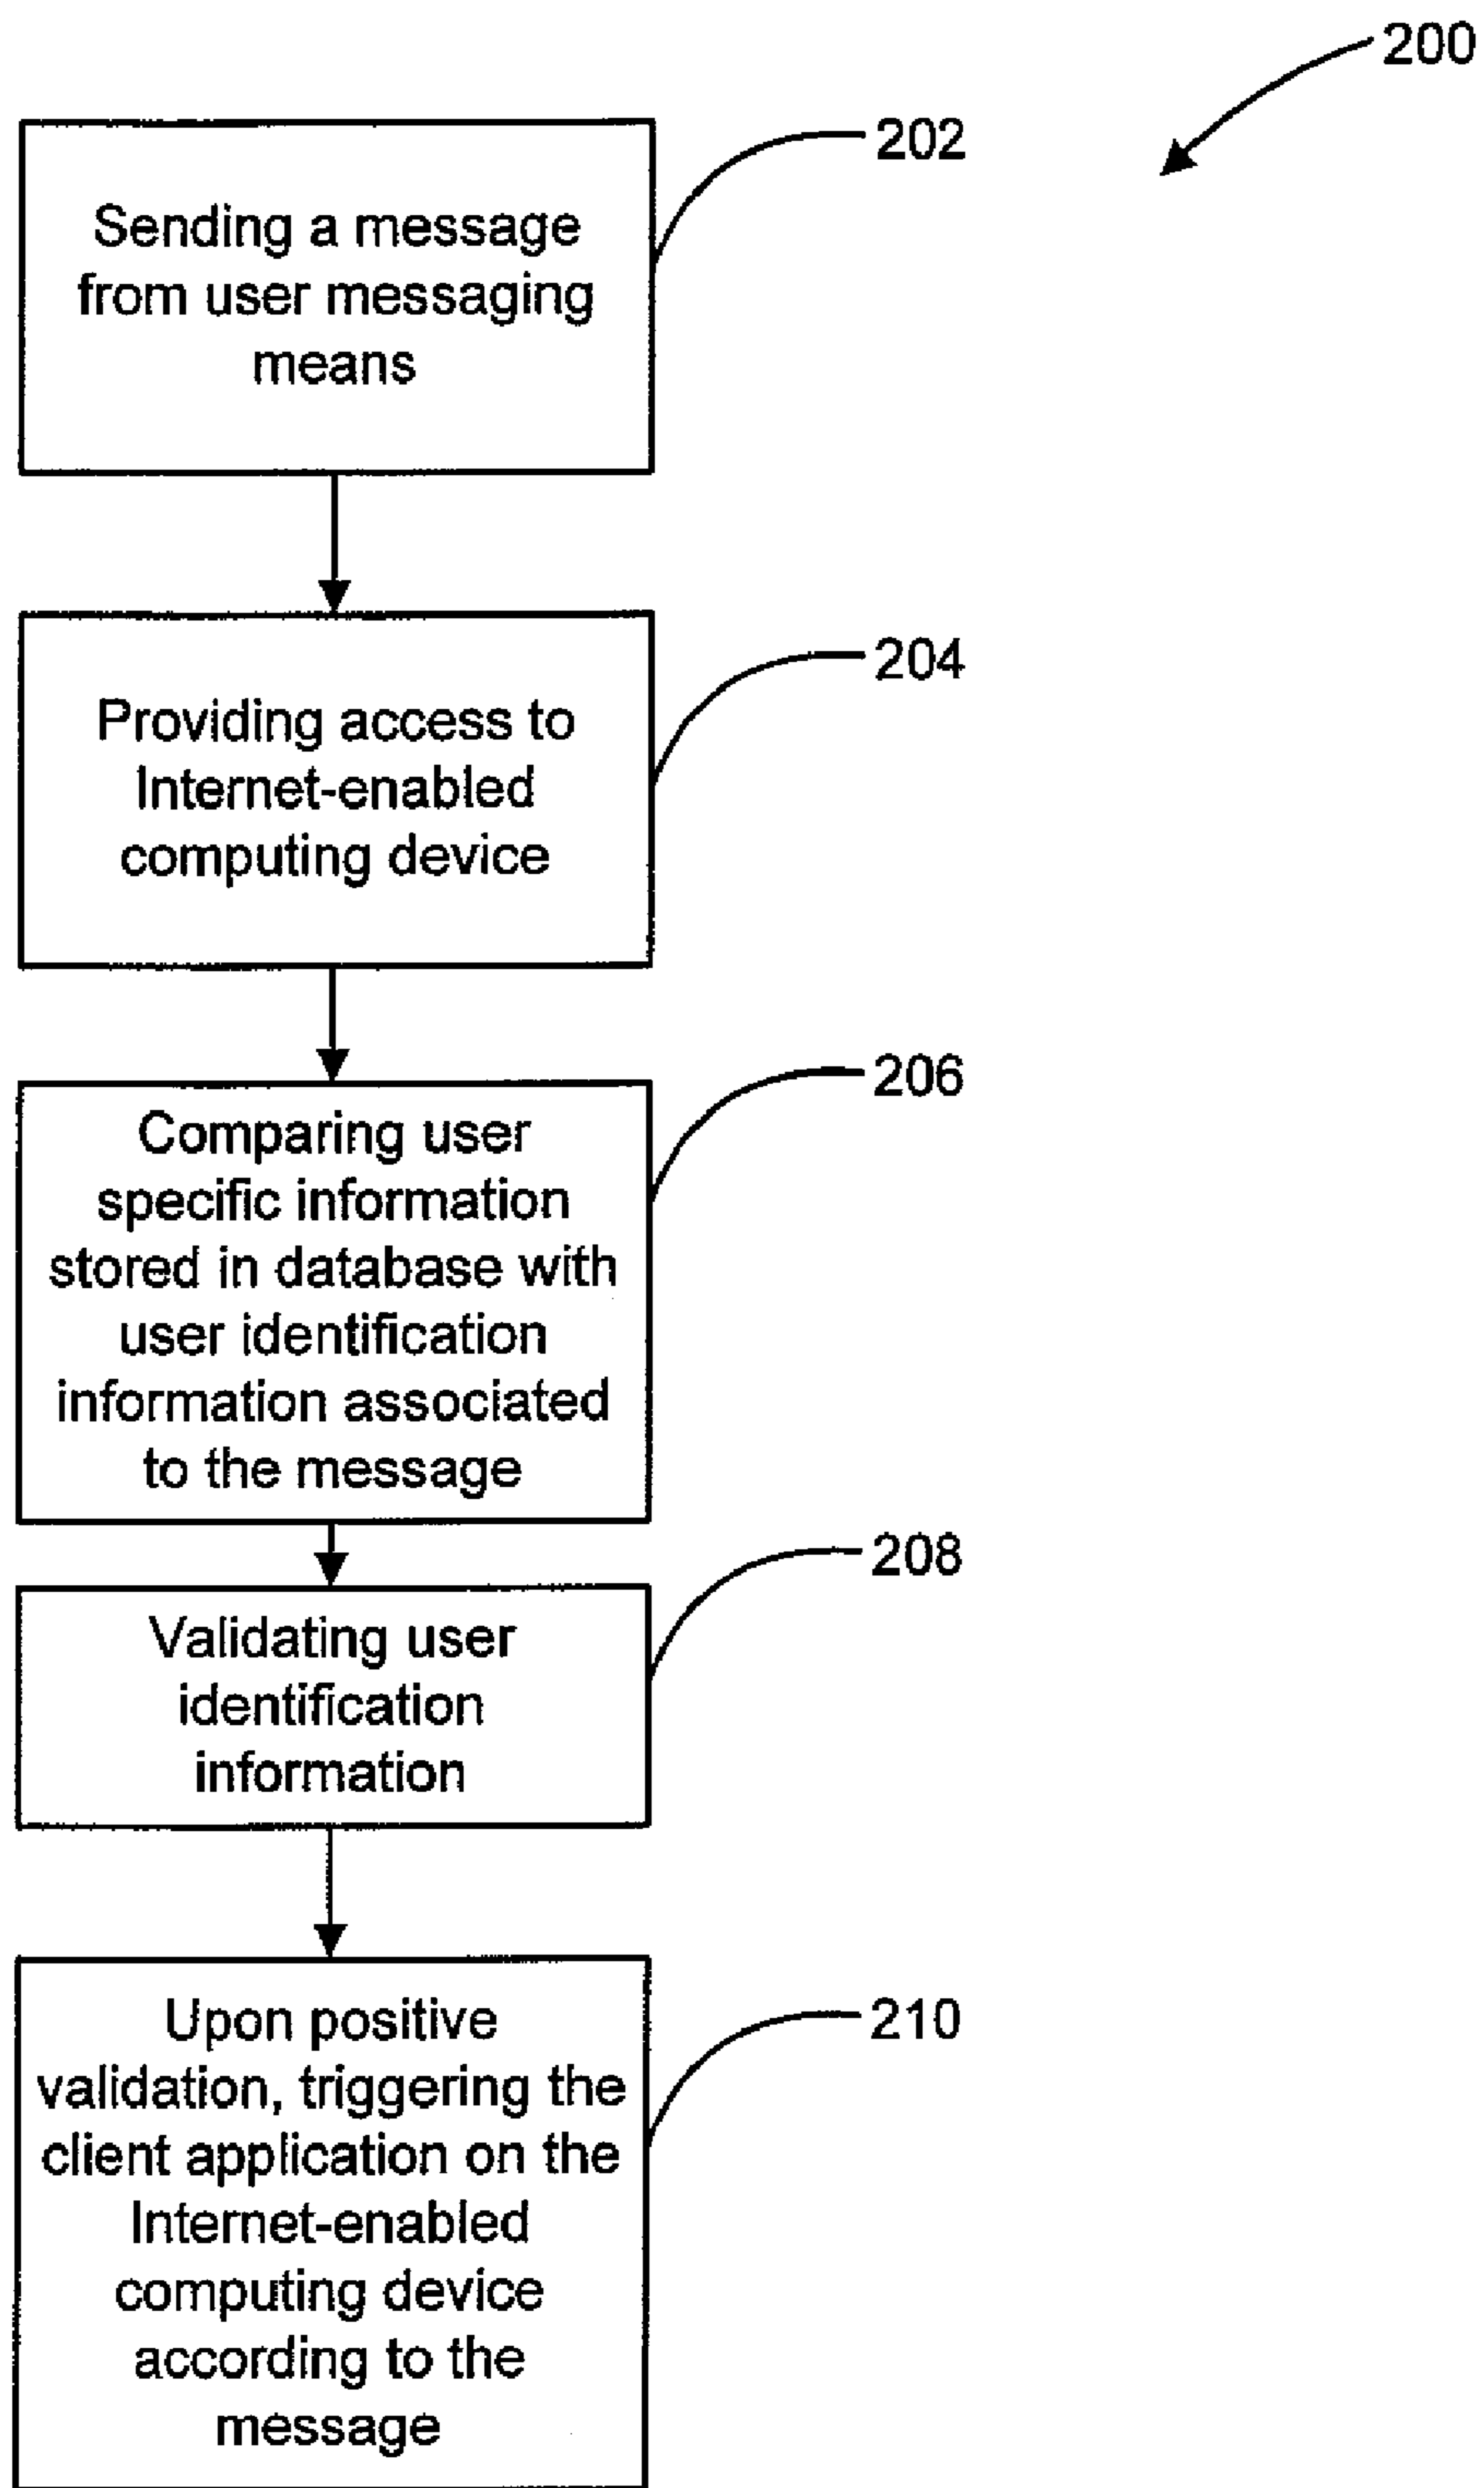 200
202
Sending a message
from user messaging
means
204
Providing access to
Internet-enabled
computing device
206
Comparing user
specific information
stored in database with
user identification
information associated
to the message
208
Validating user
identification
information
210
Upon positive
validation, triggering the
client application on the
Internet-enabled
computing device
according to the
message